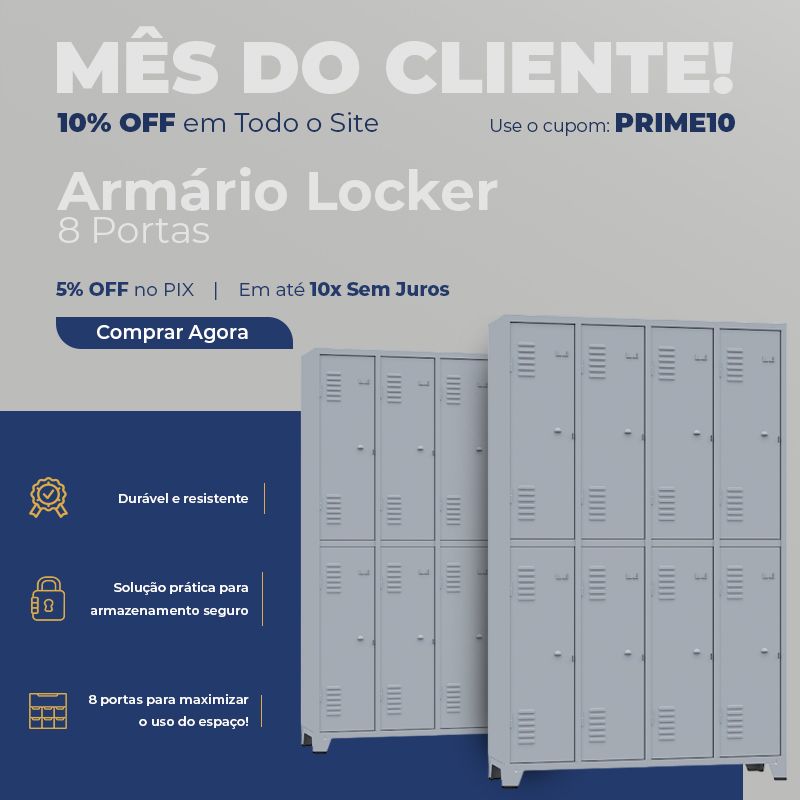 MÊS DO CLIENTE!
10% OFF em Todo o Site
Use o cupom: PRIME10
Armário Locker
8 Portas
5% OFF no PIX | Em até 10x Sem Juros
Comprar Agora
Durável e resistente
Solução prática para
armazenamento seguro
8 portas para maximizar
o uso do espaço!